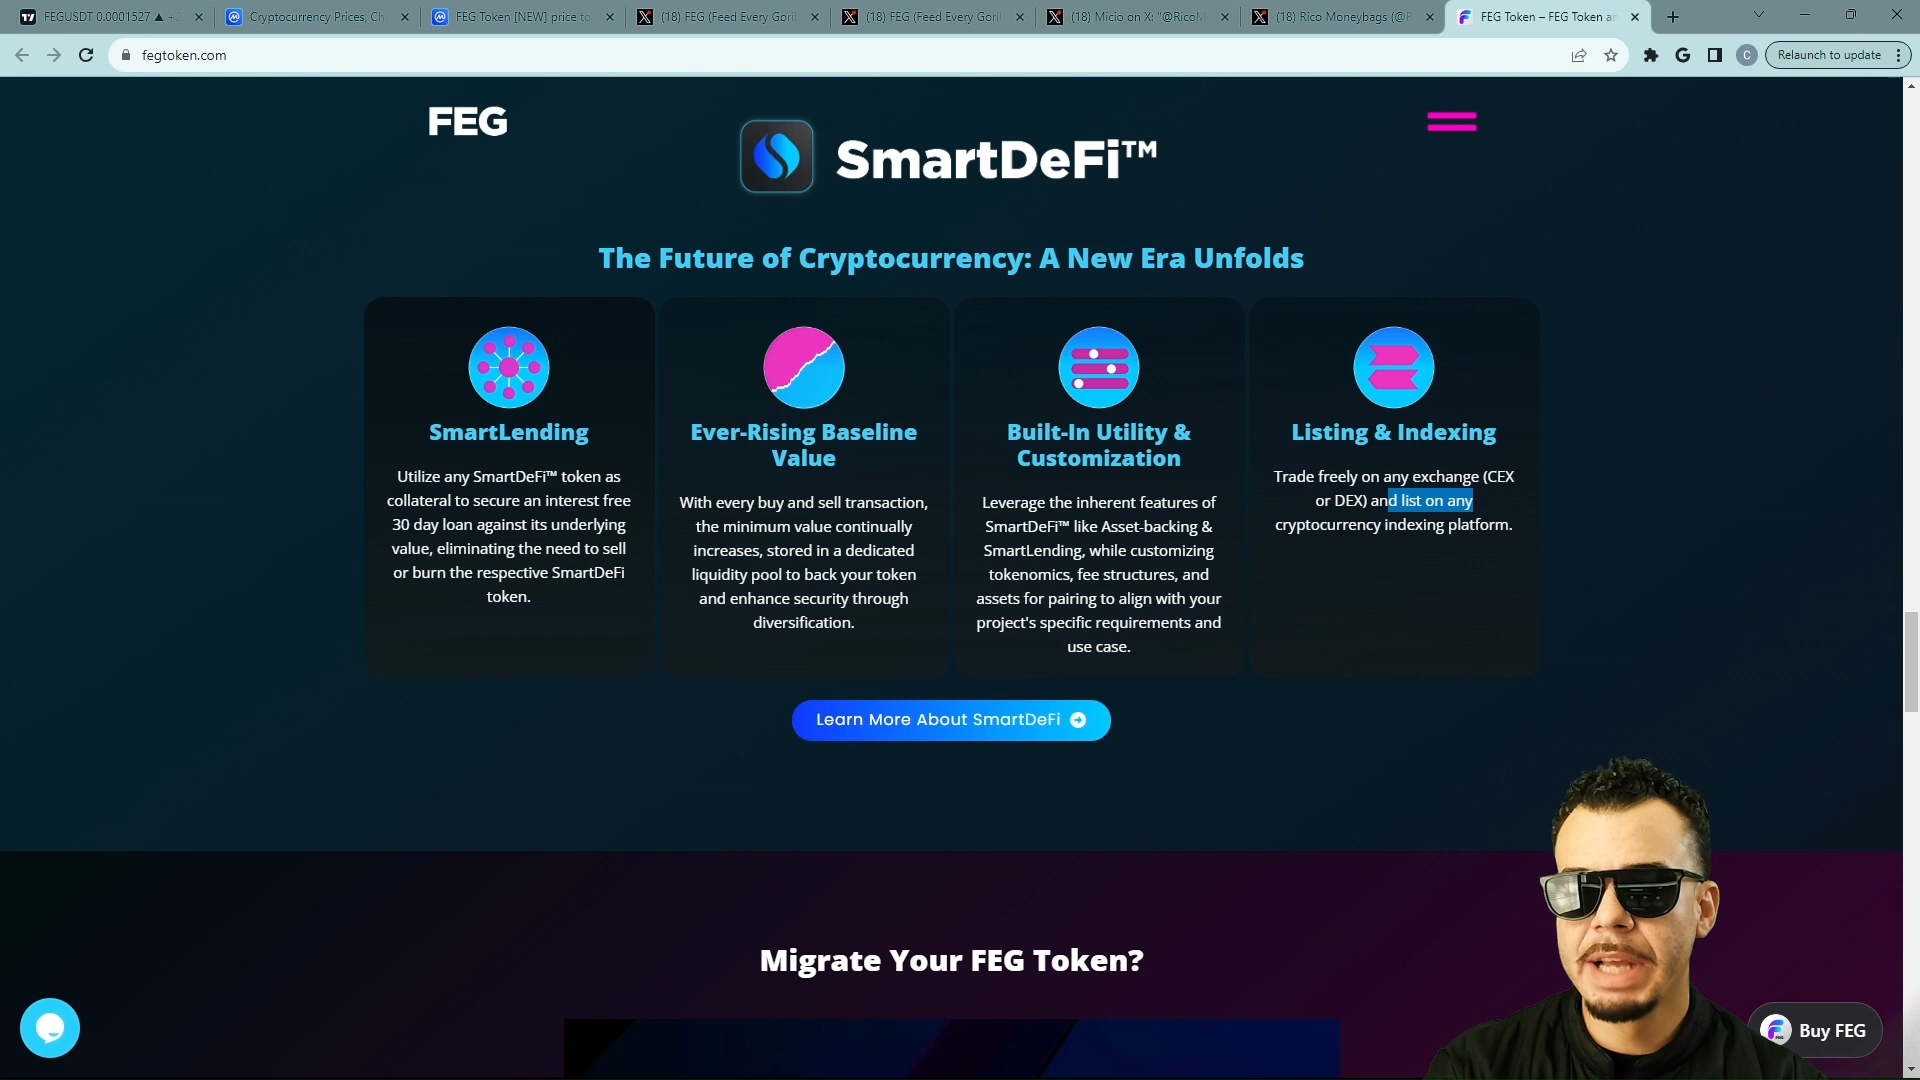 FEGUSDT 0.0001527 ▲ +2
Cryptocurrency Prices, Ch
FEG Token [NEW] price to
(18) FEG (Feed Every Goril
(18) FEG (Feed Every Goril
(18) Micio on X: "@RicoM
(18) Rico Moneybags (@R
FEG Token – FEG Token an
fegtoken.com
C
Relaunch to update
FEG
SmartDeFi™
The Future of Cryptocurrency: A New Era Unfolds
SmartLending
Utilize any SmartDeFi™ token as
collateral to secure an interest free
30 day loan against its underlying
value, eliminating the need to sell
or burn the respective SmartDeFi
token.
Ever-Rising Baseline
Value
With every buy and sell transaction,
the minimum value continually
increases, stored in a dedicated
liquidity pool to back your token
and enhance security through
diversification.
Built-In Utility &
Customization
Leverage the inherent features of
SmartDeFi™ like Asset-backing &
SmartLending, while customizing
tokenomics, fee structures, and
assets for pairing to align with your
project's specific requirements and
use case.
Listing & Indexing
Trade freely on any exchange (CEX
or DEX) and list on any
cryptocurrency indexing platform.
Learn More About SmartDeFi
Migrate Your FEG Token?
Buy FEG